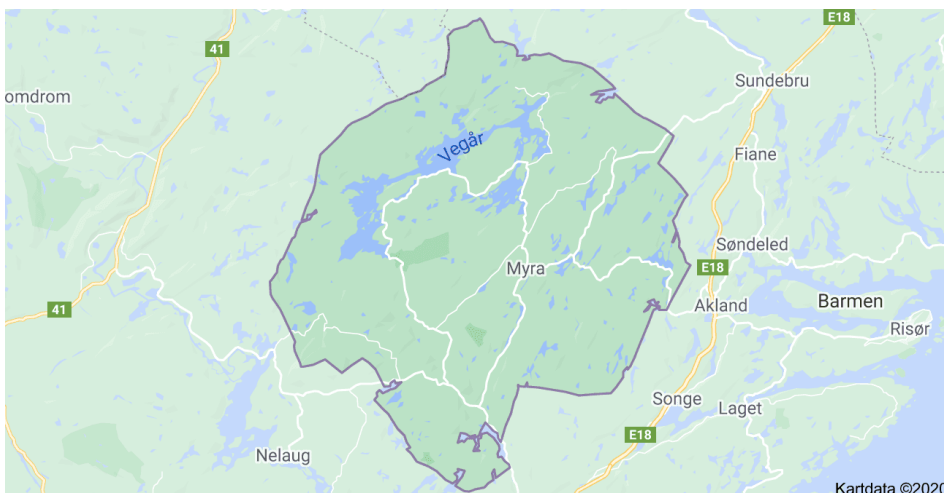 E18
41
Sundebru
omdrom
Vegår
Fiane
Søndeled
E18
Myra
Barmen
41
Akland
Risør
Songe
Laget
E18
Nelaug
Kartdata ©2020